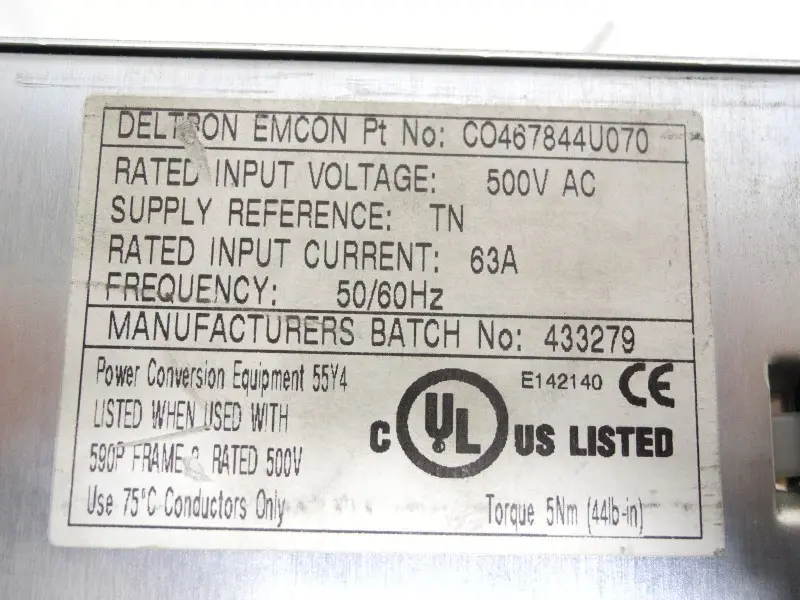 DELTRON EMCON Pt No: CO467844U070
RATED INPUT VOLTAGE: 500V AC
SUPPLY REFERENCE: TN
RATED INPUT CURRENT: 63A
FREQUENCY: 50/60Hz
MANUFACTURERS BATCH No: 433279
Power Conversion Equipment 55Y4
LISTED WHEN USED WITH
590P FRAME RATED 500V
Use 75°C Conductors Only
E142140 CE
C UL US LISTED
Torque 5Nm (44lb-in)